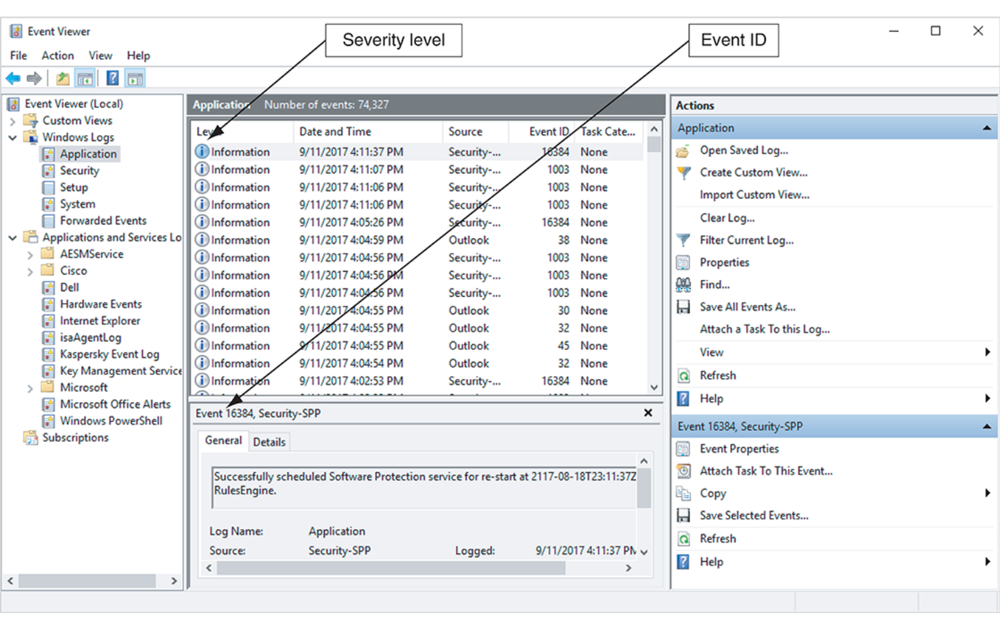 Event Viewer
Severity level
Event ID
File Action View Help
Event Viewer (Local)
Custom Views
Windows Logs
Application
Security
Setup
System
Forwarded Events
Applications and Services Lo
AESMService
Cisco
Dell
Hardware Events
Internet Explorer
isaAgentLog
Kaspersky Event Log
Key Management Service
Microsoft
Microsoft Office Alerts
Windows PowerShell
Subscriptions
Application Number of events: 74,327
Level Date and Time Source Event ID Task Cate...
Information 9/11/2017 4:11:37 PM Security-... 16384 None
Information 9/11/2017 4:11:07 PM Security-... 1003 None
Information 9/11/2017 4:11:06 PM Security-... 1003 None
Information 9/11/2017 4:11:06 PM Security-... 1003 None
Information 9/11/2017 4:05:26 PM Security-... 16384 None
Information 9/11/2017 4:04:59 PM Outlook 38 None
Information 9/11/2017 4:04:56 PM Security-... 1003 None
Information 9/11/2017 4:04:56 PM Security-... 1003 None
Information 9/11/2017 4:04:56 PM Security-... 1003 None
Information 9/11/2017 4:04:55 PM Outlook 30 None
Information 9/11/2017 4:04:55 PM Outlook 32 None
Information 9/11/2017 4:04:55 PM Outlook 45 None
Information 9/11/2017 4:04:54 PM Outlook 32 None
Information 9/11/2017 4:02:53 PM Security-... 16384 None
Event 16384, Security-SPP
General Details
Successfully scheduled Software Protection service for re-start at 2117-08-18T23:11:37Z
RulesEngine.
Log Name: Application
Source: Security-SPP Logged: 9/11/2017 4:11:37 PM
Actions
Application
Open Saved Log...
Create Custom View...
Import Custom View...
Clear Log...
Filter Current Log...
Properties
Find...
Save All Events As...
Attach a Task To this Log...
View
Refresh
Help
Event 16384, Security-SPP
Event Properties
Attach Task To This Event...
Copy
Save Selected Events...
Refresh
Help